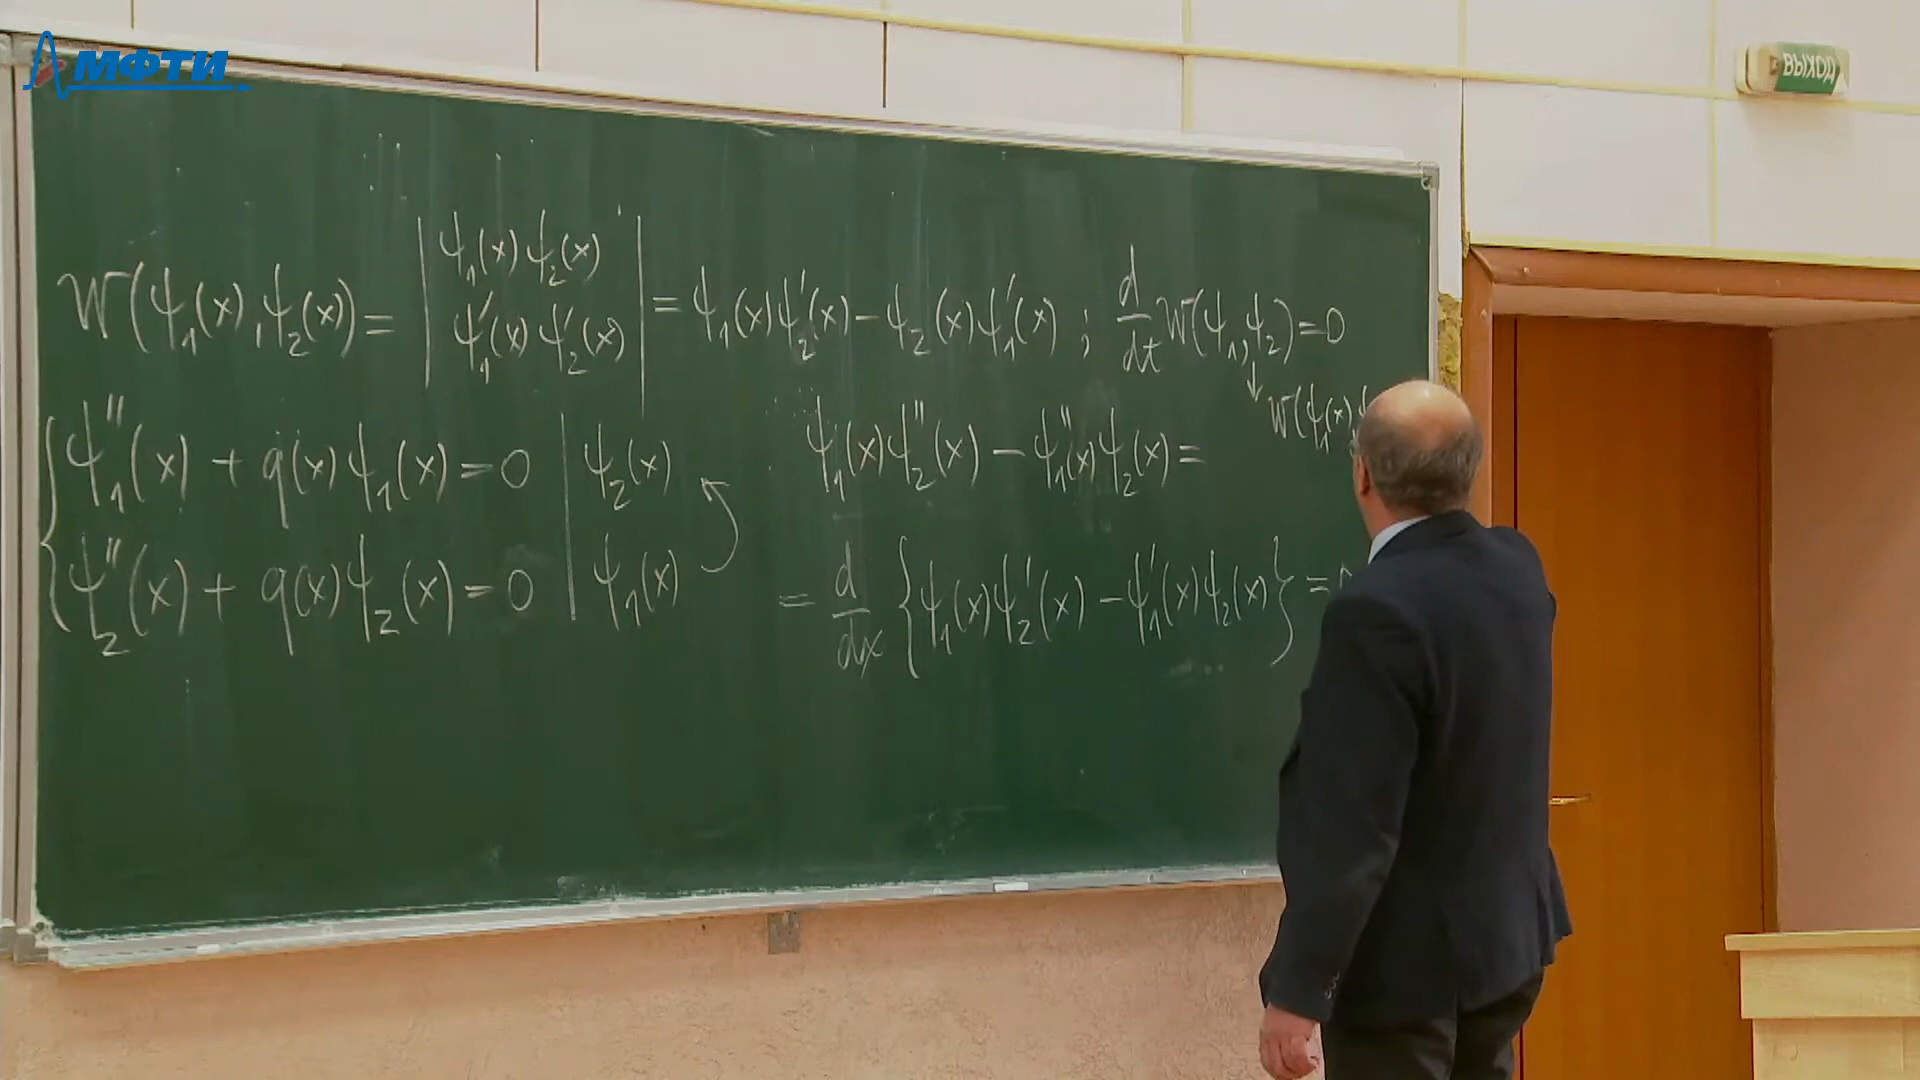 МФТИ
ВЫХОД
W(ψ₁(x),ψ₂(x))= | ψ₁(x) ψ₂(x) ; ψ₁'(x) ψ₂'(x) | = ψ₁(x)ψ₂'(x) − ψ₂(x)ψ₁'(x) ; d/dt W(ψ₁,ψ₂)=0
↓ W(ψ₁(x),
ψ₁''(x) + q(x)ψ₁(x) = 0 | ψ₂(x)
ψ₂''(x) + q(x)ψ₂(x) = 0 | ψ₁(x)
ψ₁(x)ψ₂''(x) − ψ₁''(x)ψ₂(x) =
= d/dx {ψ₁(x)ψ₂'(x) − ψ₁'(x)ψ₂(x)} =